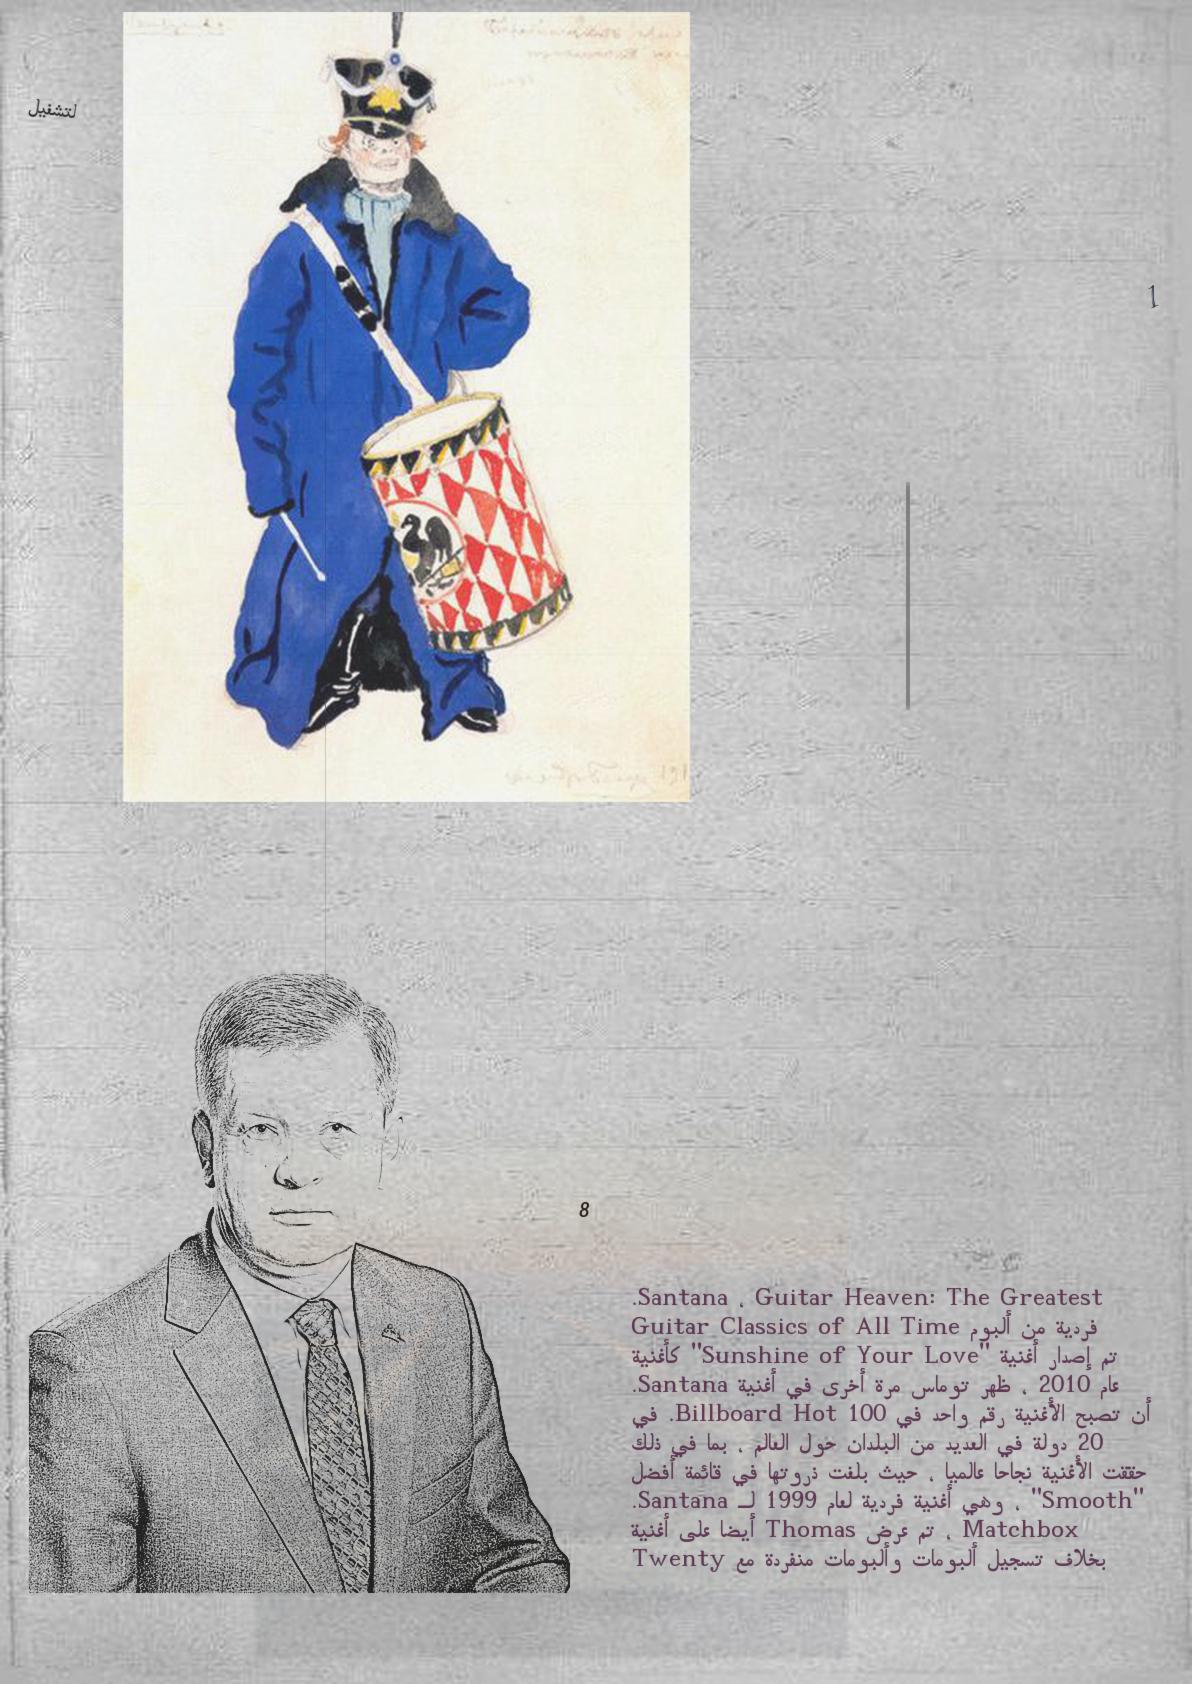 لتشغيل
1
8
Guitar Heaven: The Greatest ، Santana.
فردية من ألبوم Guitar Classics of All Time
تم إصدار أغنية "Sunshine of Your Love" كأغنية
عام 2010 ، ظهر توماس مرة أخرى في أغنية Santana.
أن تصبح الأغنية رقم واحد في Billboard Hot 100. في
20 دولة في العديد من البلدان حول العالم ، بما في ذلك
حققت الأغنية نجاحا عالميا ، حيث بلغت ذروتها في قائمة أفضل
"Smooth" ، وهي أغنية فردية لعام 1999 لـ Santana.
Matchbox ، تم عرض Thomas أيضا على أغنية
بخلاف تسجيل ألبومات وألبومات منفردة مع Twenty